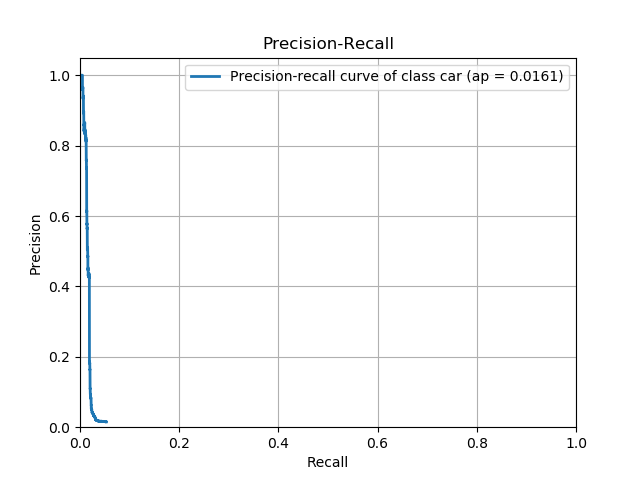 Precision-Recall
Precision-recall curve of class car (ap = 0.0161)
Precision
1.0
0.8
0.6
0.4
0.2
0.0
0.0 0.2 0.4 0.6 0.8 1.0
Recall